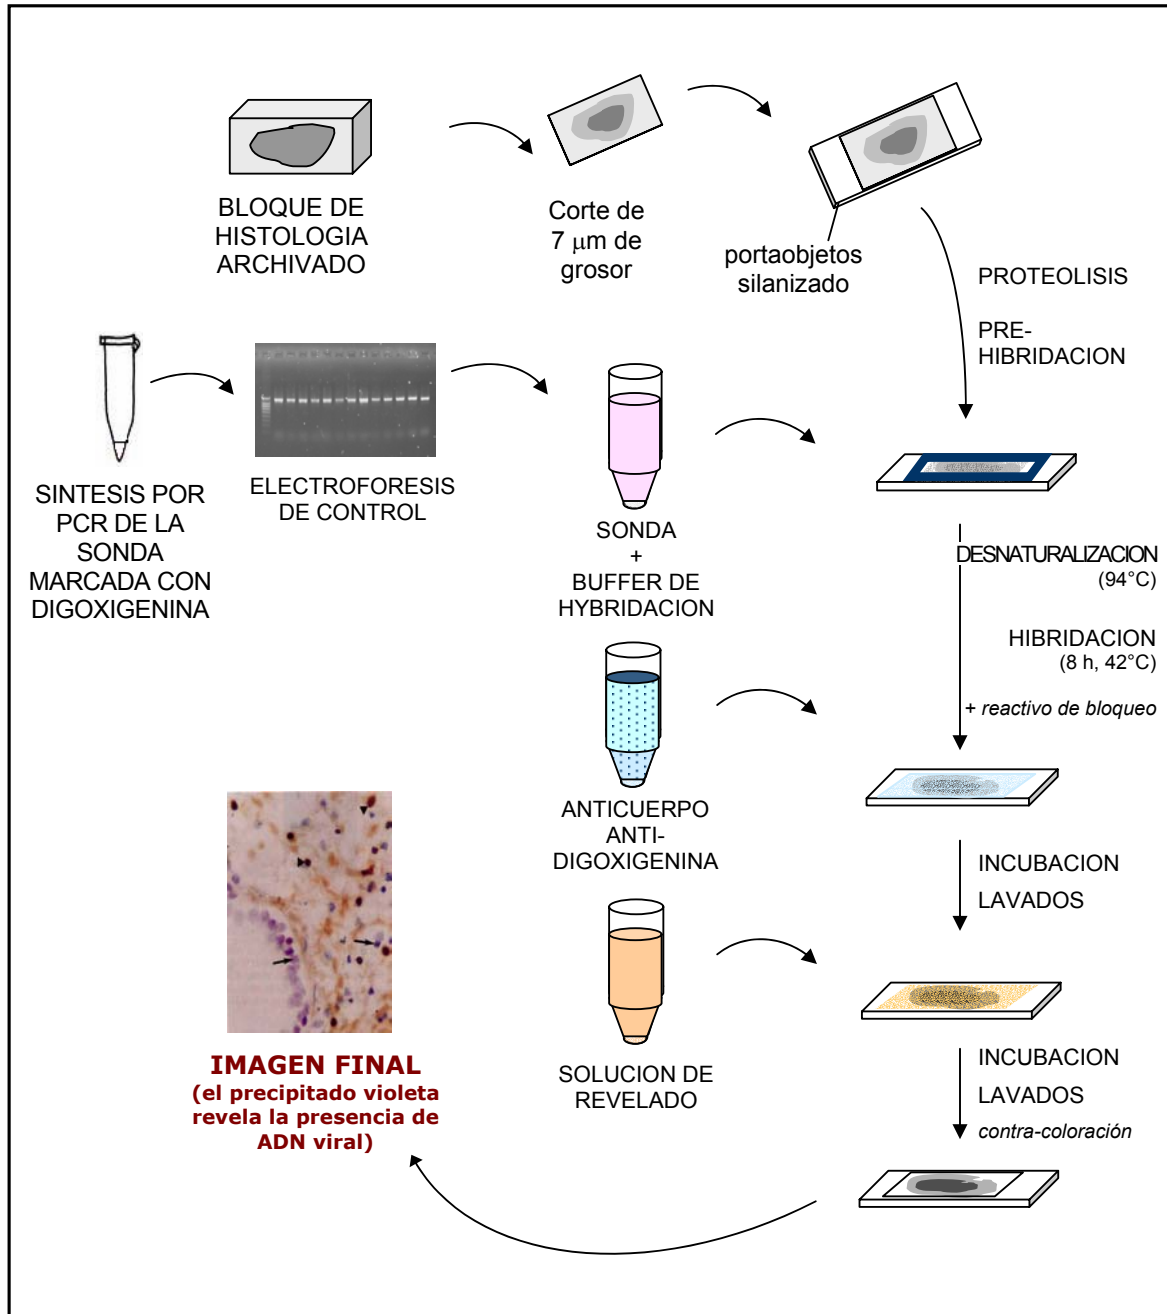 BLOQUE DE
HISTOLOGIA
ARCHIVADO
Corte de
7 μm de
grosor
portaobjetos
silanizado
PROTEOLISIS
PRE-
HIBRIDACION
SINTESIS POR
PCR DE LA
SONDA
MARCADA CON
DIGOXIGENINA
ELECTROFORESIS
DE CONTROL
SONDA
+
BUFFER DE
HYBRIDACION
DESNATURALIZACION
(94°C)
HIBRIDACION
(8 h, 42°C)
+ reactivo de bloqueo
ANTICUERPO
ANTI-
DIGOXIGENINA
INCUBACION
LAVADOS
SOLUCION DE
REVELADO
INCUBACION
LAVADOS
contra-coloración
IMAGEN FINAL
(el precipitado violeta
revela la presencia de
ADN viral)